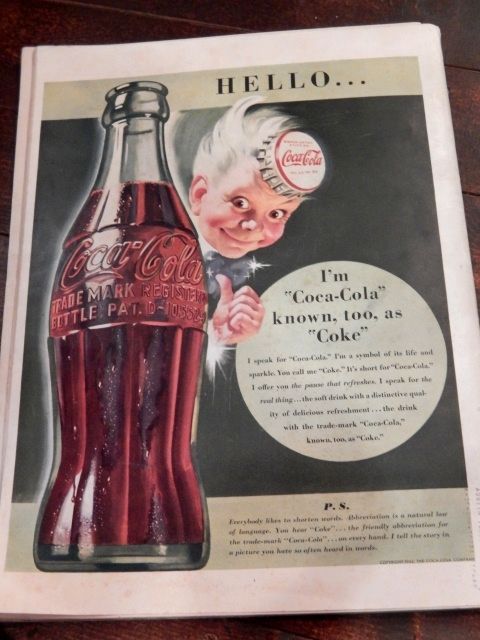 HELLO...
Coca-Cola
Coca-Cola
TRADE MARK REGISTERED
BOTTLE PAT. D-105529
I'm
"Coca-Cola"
known, too, as
"Coke"
I speak for "Coca-Cola." I'm a symbol of its life and
sparkle. You call me "Coke." It's short for "Coca-Cola."
I offer you the pause that refreshes. I speak for the
real thing...the soft drink with a distinctive qual-
ity of delicious refreshment...the drink
with the trade-mark "Coca-Cola,"
known, too, as "Coke."
P. S.
Everybody likes to shorten words. Abbreviation is a natural law
of language. You hear "Coke"...the friendly abbreviation for
the trade-mark "Coca-Cola"...on every hand. I tell the story in
a picture you have so often heard in words.
COPYRIGHT THE COCA-COLA COMPANY